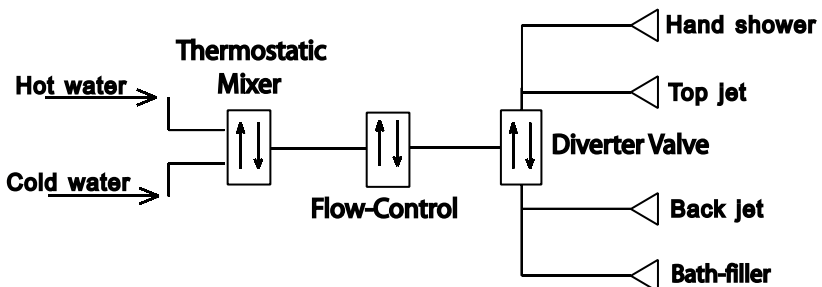 Hand shower
Thermostatic
Mixer
Hot water
Top jet
Diverter Valve
Cold water
Flow-Control
Back jet
Bath-filler